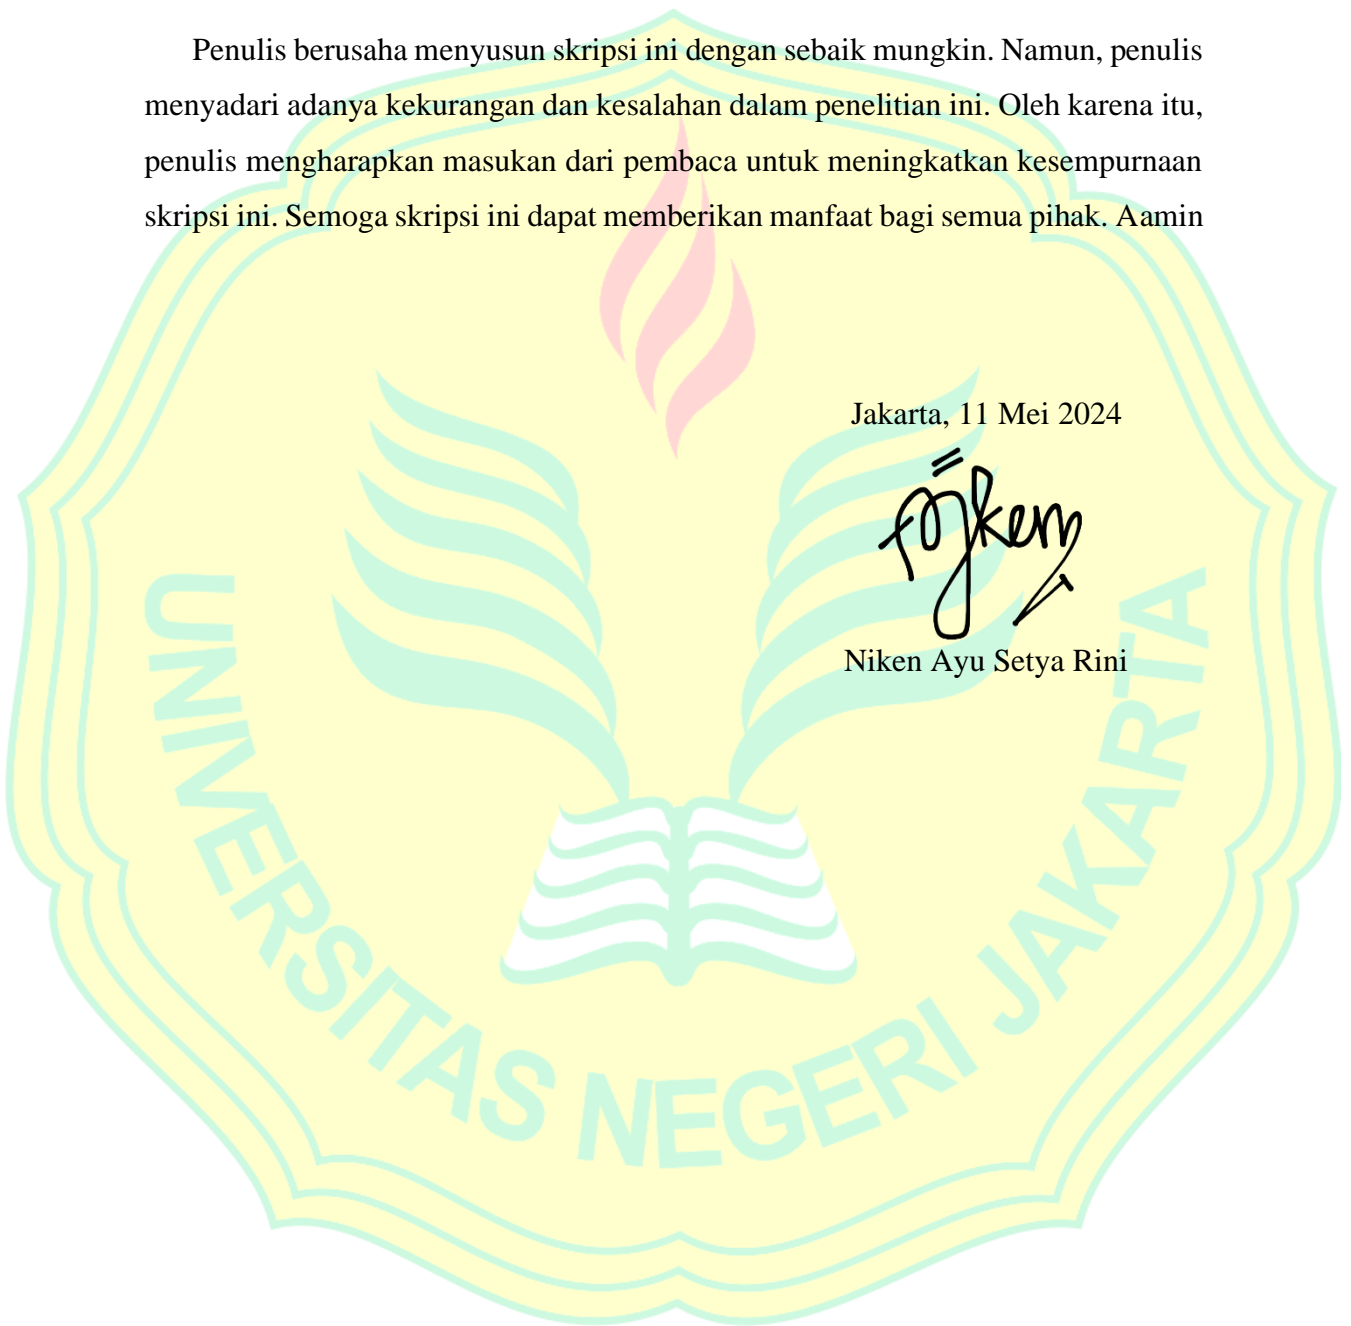 Penulis berusaha menyusun skripsi ini dengan sebaik mungkin. Namun, penulis
menyadari adanya kekurangan dan kesalahan dalam penelitian ini. Oleh karena itu,
penulis mengharapkan masukan dari pembaca untuk meningkatkan kesempurnaan
skripsi ini. Semoga skripsi ini dapat memberikan manfaat bagi semua pihak. Aamin
Jakarta, 11 Mei 2024
Niken Ayu Setya Rini
UNIVERSITAS NEGERI JAKARTA